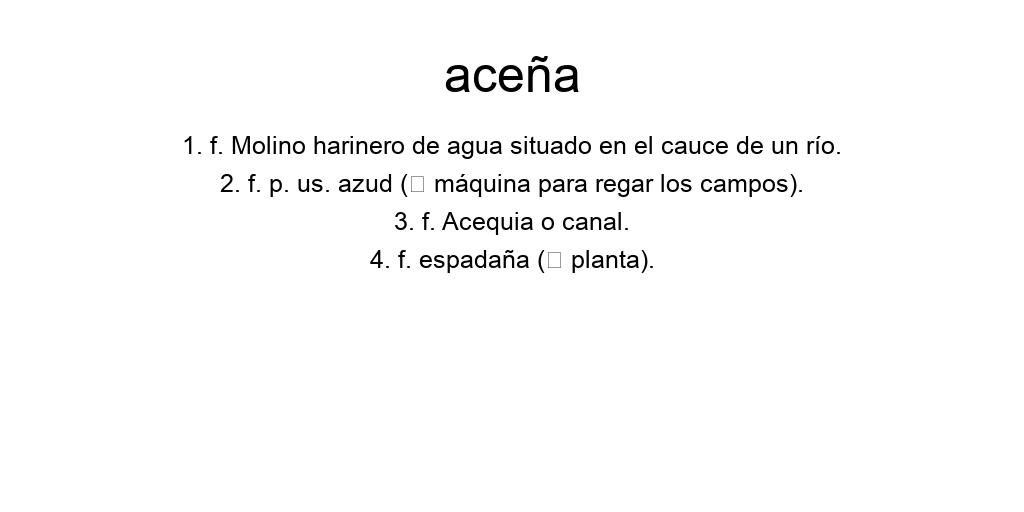 aceña
1. f. Molino harinero de agua situado en el cauce de un río.
2. f. p. us. azud (□ máquina para regar los campos).
3. f. Acequia o canal.
4. f. espadaña (□ planta).